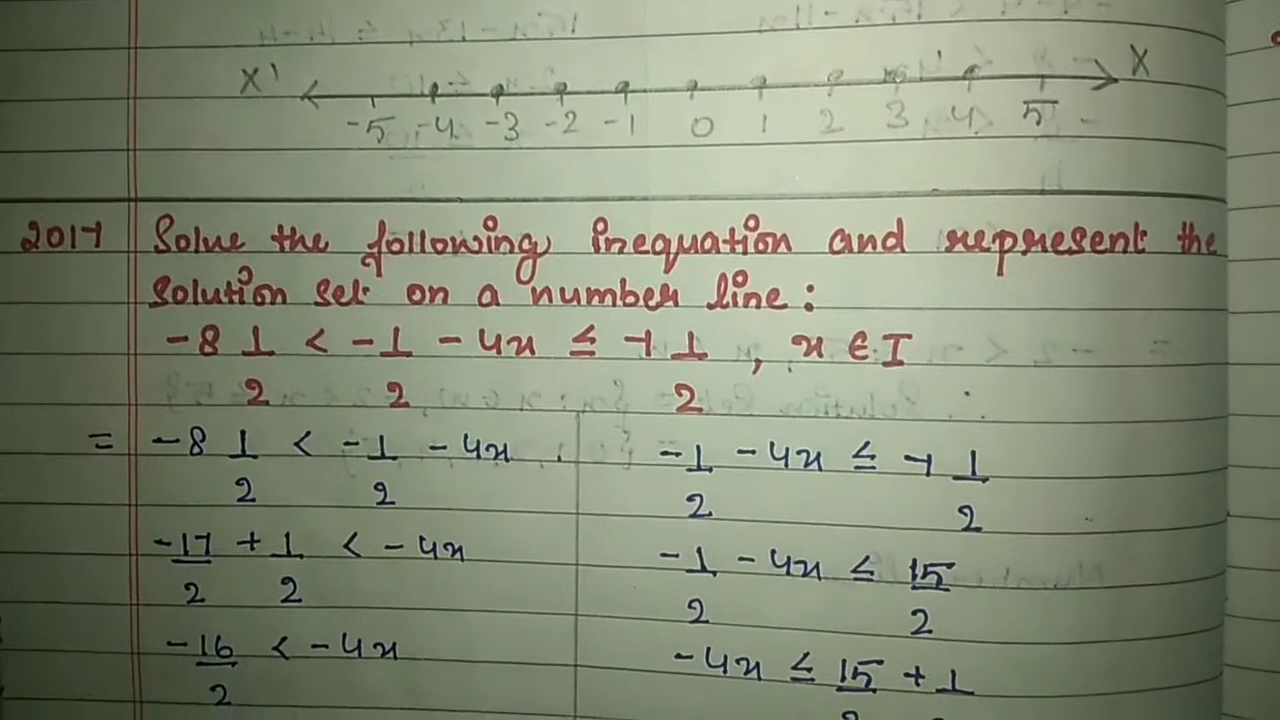 X' X
-5 -4 -3 -2 -1 0 1 2 3 4 5
2017 Solve the following inequation and represent the
solution set on a number line :
-8 1/2 < -1/2 - 4x ≤ 7 1/2 , x ∈ I
= -8 1/2 < -1/2 - 4x
-17/2 + 1/2 < -4x
-16/2 < -4x
-1/2 - 4x ≤ 7 1/2
-1/2 - 4x ≤ 15/2
-4x ≤ 15/2 + 1